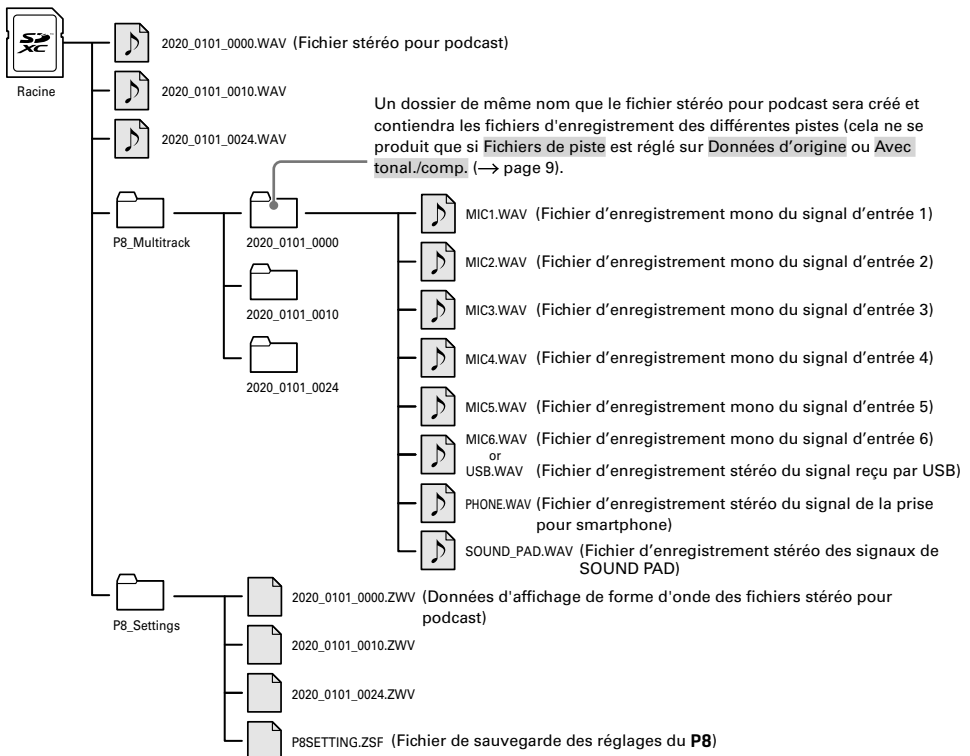 SD XC
Racine
2020_0101_0000.WAV (Fichier stéréo pour podcast)
2020_0101_0010.WAV
2020_0101_0024.WAV
Un dossier de même nom que le fichier stéréo pour podcast sera créé et
contiendra les fichiers d'enregistrement des différentes pistes (cela ne se
produit que si Fichiers de piste est réglé sur Données d'origine ou Avec
tonal./comp. (→ page 9).
P8_Multitrack
2020_0101_0000
2020_0101_0010
2020_0101_0024
MIC1.WAV (Fichier d’enregistrement mono du signal d’entrée 1)
MIC2.WAV (Fichier d’enregistrement mono du signal d’entrée 2)
MIC3.WAV (Fichier d’enregistrement mono du signal d’entrée 3)
MIC4.WAV (Fichier d’enregistrement mono du signal d’entrée 4)
MIC5.WAV (Fichier d’enregistrement mono du signal d’entrée 5)
MIC6.WAV (Fichier d’enregistrement mono du signal d’entrée 6)
or
USB.WAV (Fichier d’enregistrement stéréo du signal reçu par USB)
PHONE.WAV (Fichier d’enregistrement stéréo du signal de la prise
pour smartphone)
SOUND_PAD.WAV (Fichier d’enregistrement stéréo des signaux de
SOUND PAD)
P8_Settings
2020_0101_0000.ZWV (Données d'affichage de forme d'onde des fichiers stéréo pour
podcast)
2020_0101_0010.ZWV
2020_0101_0024.ZWV
P8SETTING.ZSF (Fichier de sauvegarde des réglages du P8)